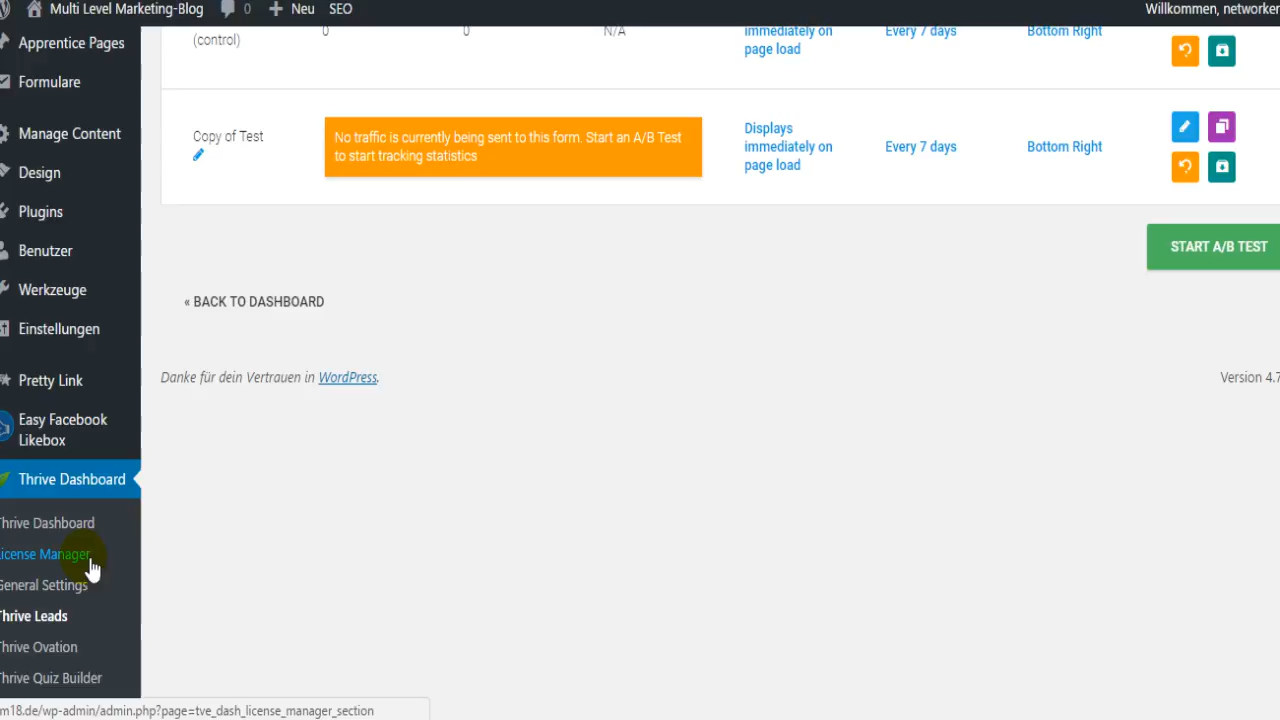 Multi Level Marketing-Blog 0 Neu SEO Willkommen, networker
Apprentice Pages
Formulare
Manage Content
Design
Plugins
Benutzer
Werkzeuge
Einstellungen
Pretty Link
Easy Facebook
Likebox
Thrive Dashboard
Thrive Dashboard
License Manager
General Settings
Thrive Leads
Thrive Ovation
Thrive Quiz Builder
(control)
0
0
N/A
immediately on
page load
Every 7 days
Bottom Right
Copy of Test
No traffic is currently being sent to this form. Start an A/B Test
to start tracking statistics
Displays
immediately on
page load
Every 7 days
Bottom Right
START A/B TEST
« BACK TO DASHBOARD
Danke für dein Vertrauen in WordPress.
Version 4.7
m18.de/wp-admin/admin.php?page=tve_dash_license_manager_section